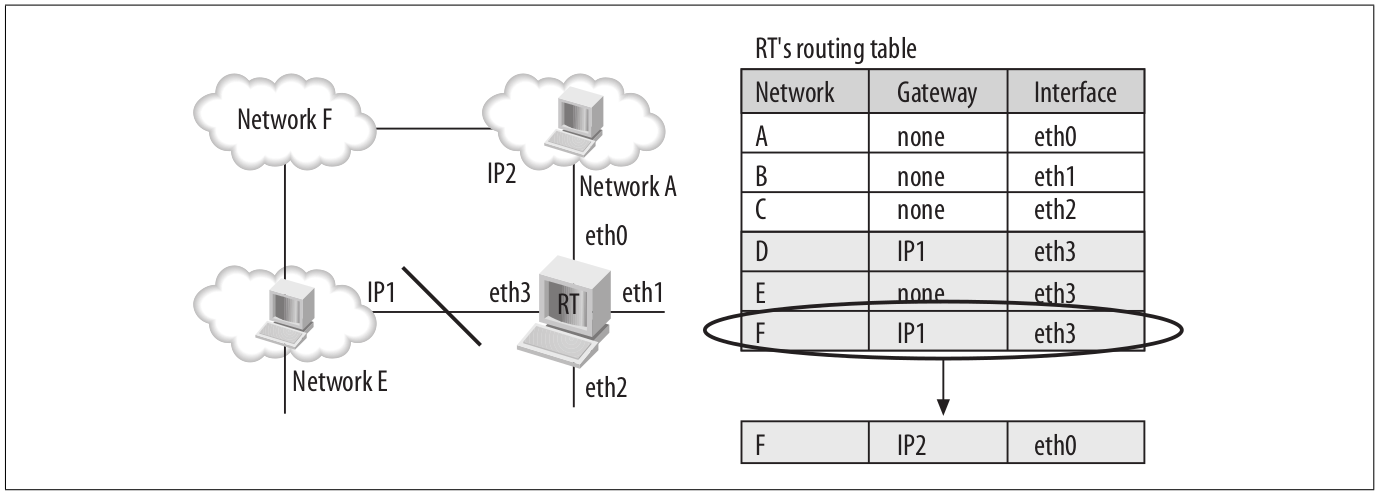 RT's routing table
Network Gateway Interface
A none eth0
B none eth1
C none eth2
D IP1 eth3
E none eth3
F IP1 eth3
F IP2 eth0
Network F
IP2
Network A
eth0
IP1
eth3
RT
eth1
Network E
eth2